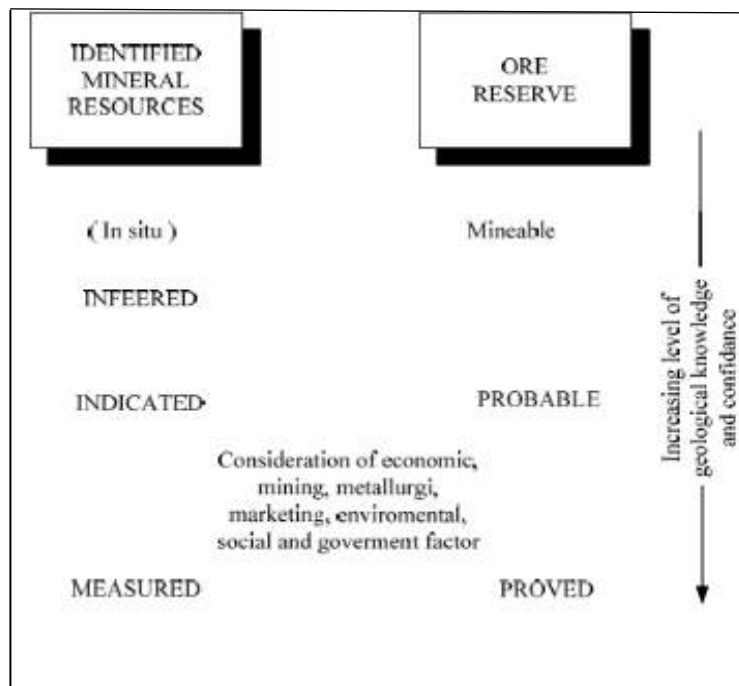 IDENTIFIED
MINERAL
RESOURCES
ORE
RESERVE
( In situ )
Mineable
INFEERED
INDICATED
PROBABLE
Consideration of economic,
mining, metallurgi,
marketing, enviromental,
social and goverment factor
MEASURED
PROVED
Increasing level of
geological knowledge
and confidance